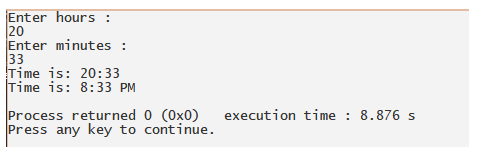 Enter hours :
20
Enter minutes :
33
Time is: 20:33
Time is: 8:33 PM
Process returned 0 (0x0)   execution time : 8.876 s
Press any key to continue.